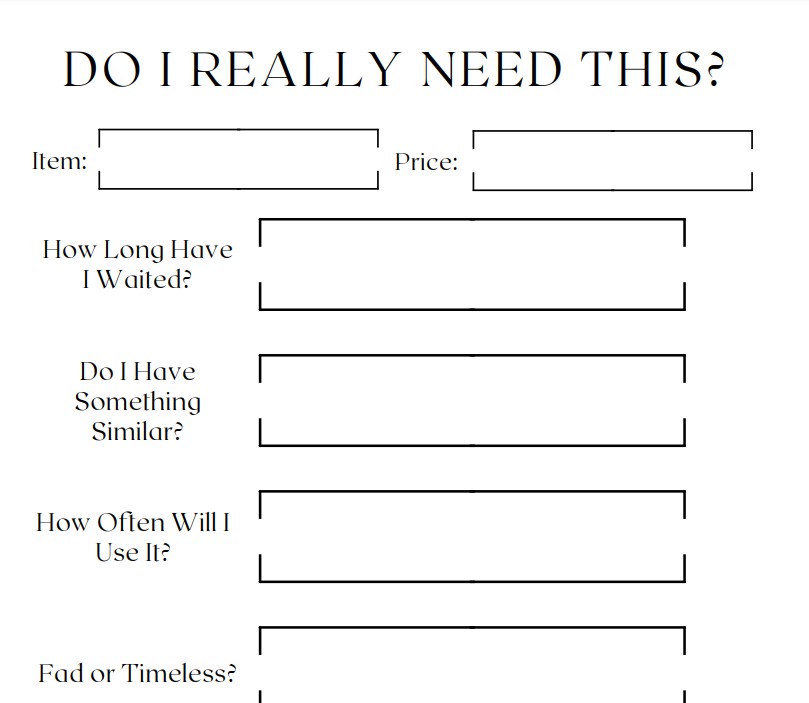 DO I REALLY NEED THIS?
Item:
Price:
How Long Have
I Waited?
Do I Have
Something
Similar?
How Often Will I
Use It?
Fad or Timeless?